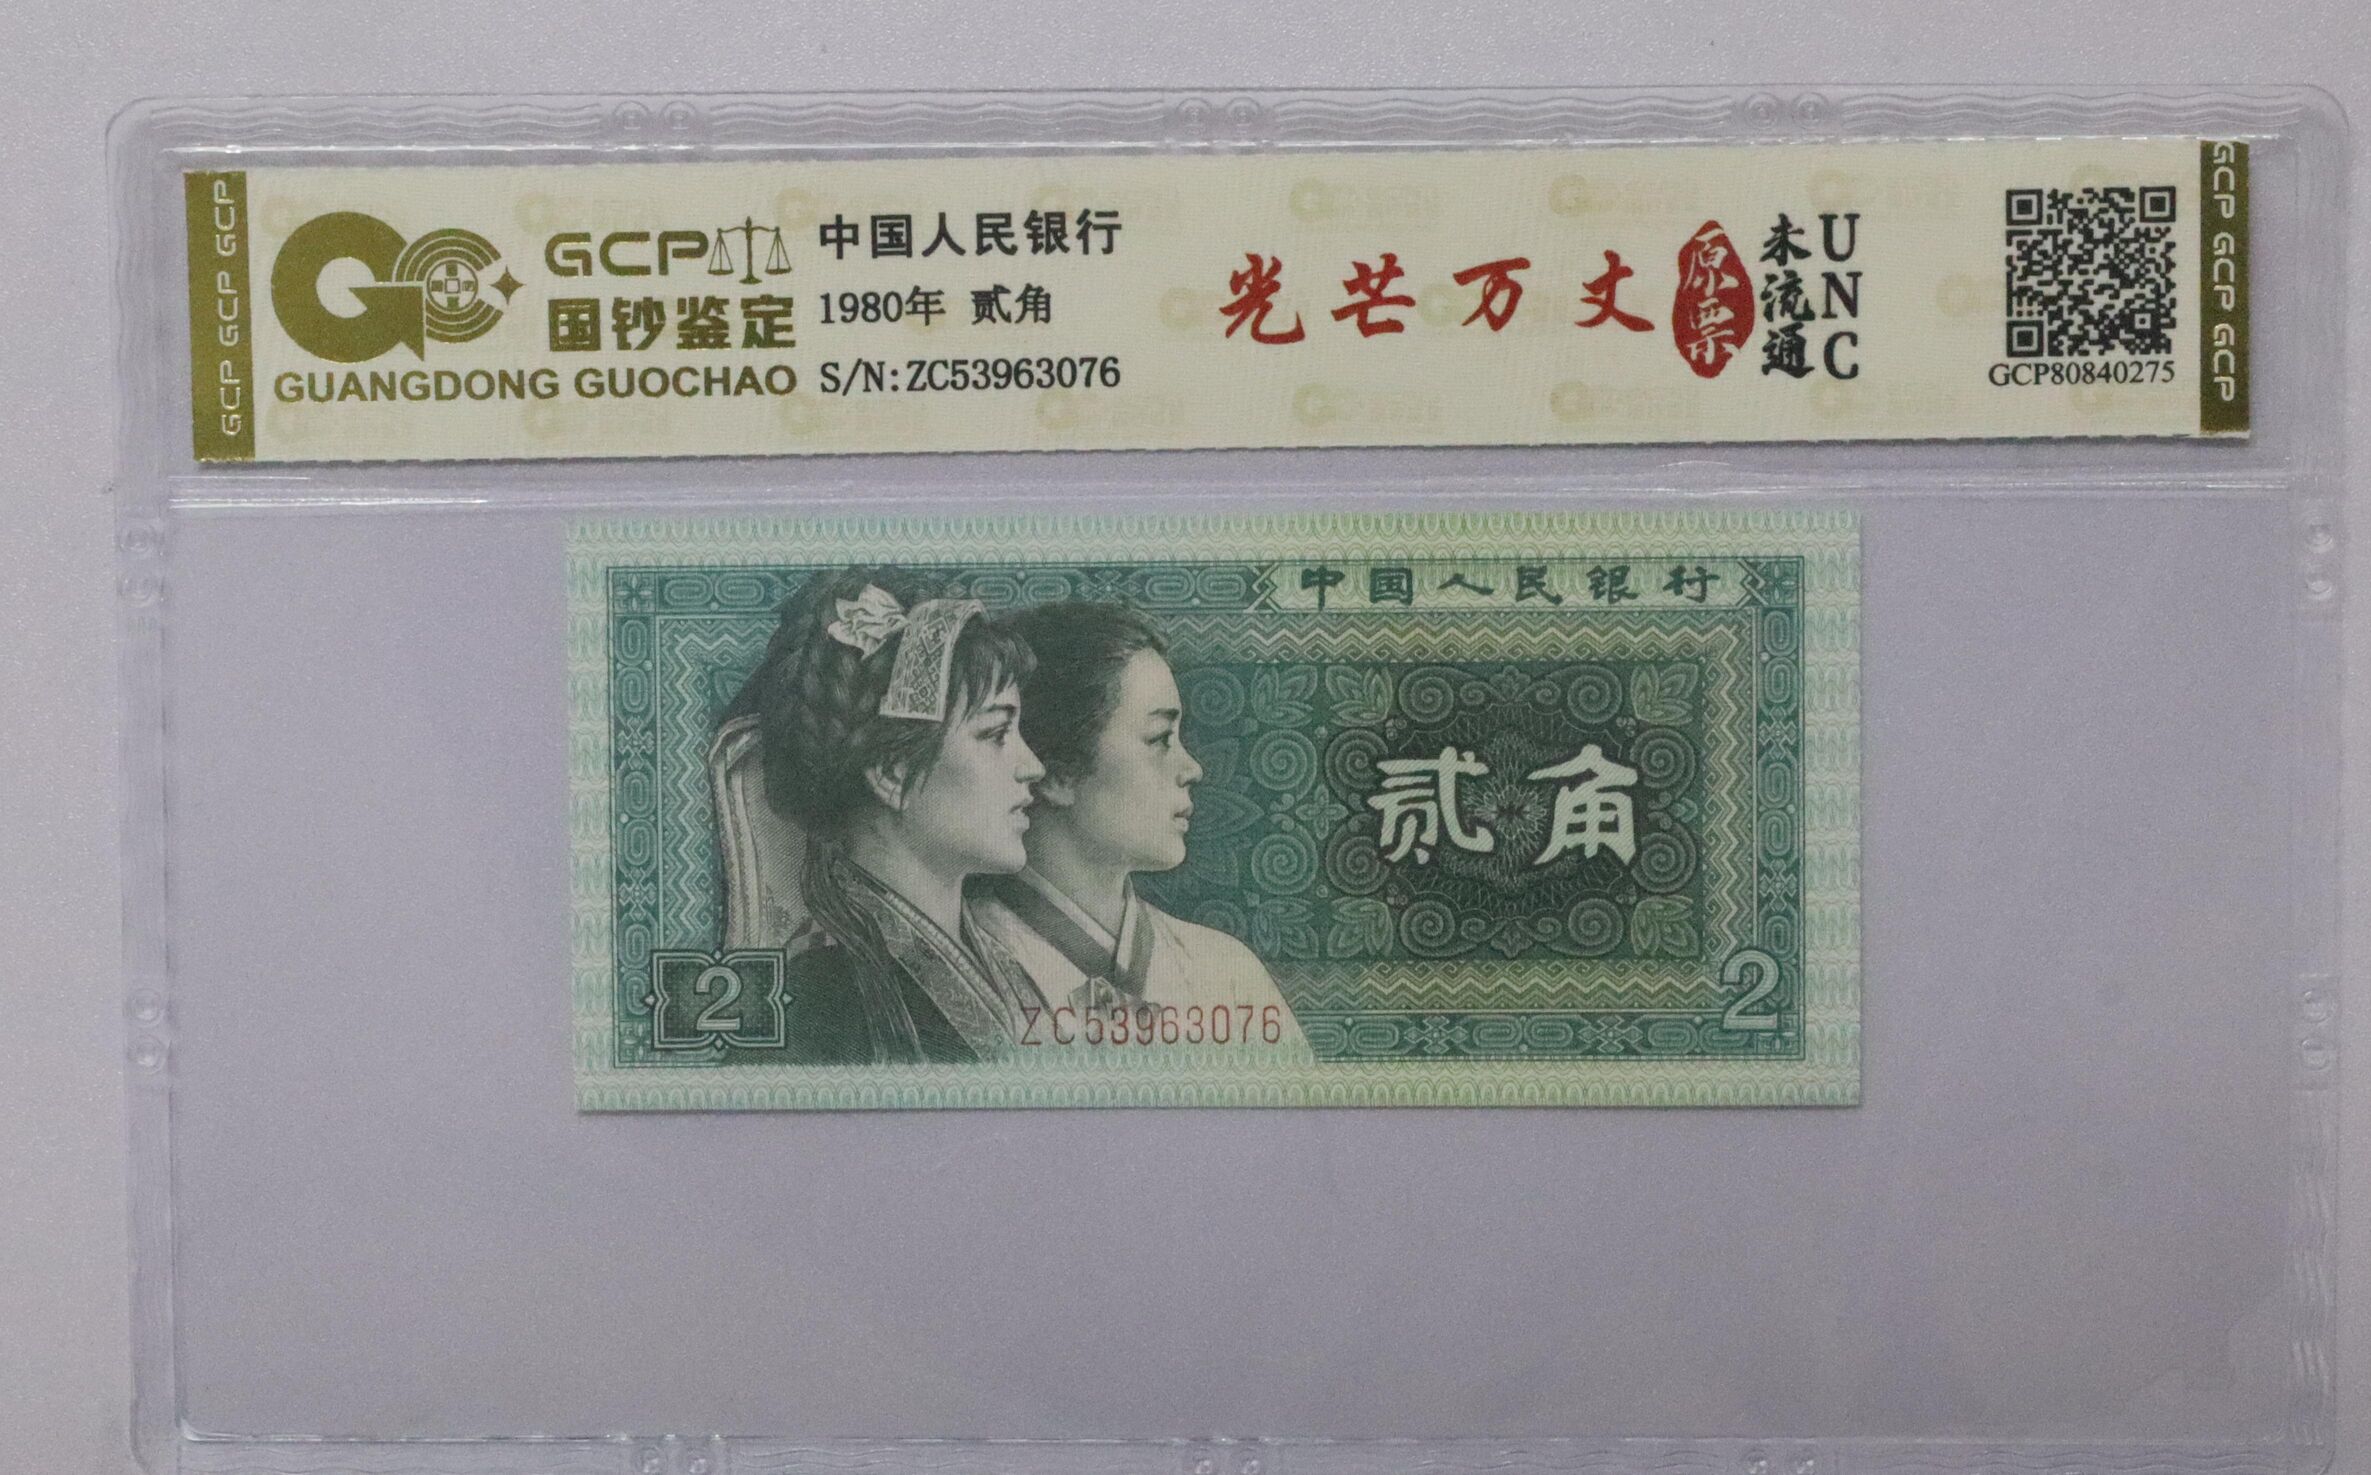 GCP GCP GCP
GCP
国钞鉴定
GUANGDONG GUOCHAO
中国人民银行
1980年 贰角
S/N:ZC53963076
光芒万丈
原票
未流通
UNC
GCP80840275
GCP GCP GCP
中国人民银行
贰角
2
2
ZC53963076